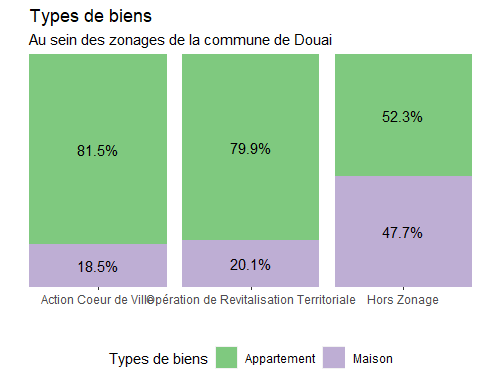 Types de biens
Au sein des zonages de la commune de Douai
81.5% 79.9% 52.3%
18.5% 20.1% 47.7%
Action Coeur de Ville Opération de Revitalisation Territoriale Hors Zonage
Types de biens Appartement Maison